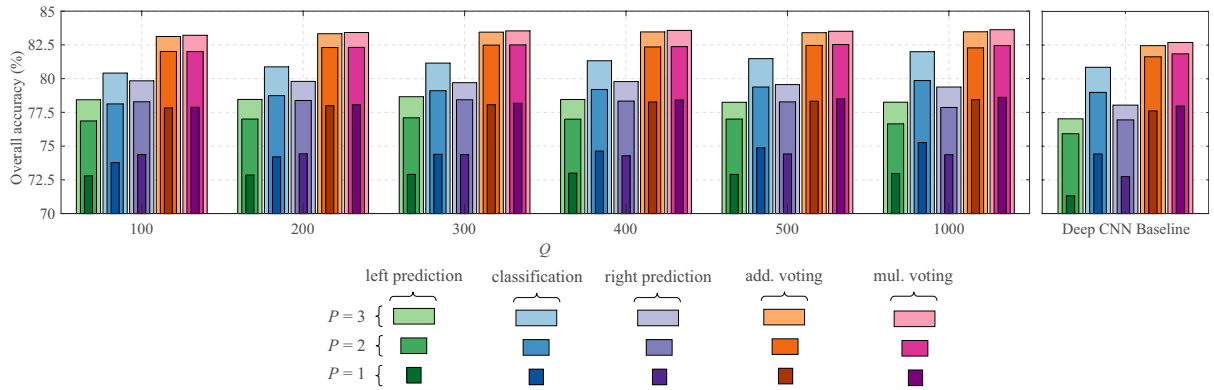 Overall accuracy (%)
85
82.5
80
77.5
75
72.5
70
100
200
300
400
500
1000
Deep CNN Baseline
Q
left prediction
classification
right prediction
add. voting
mul. voting
P = 3
P = 2
P = 1